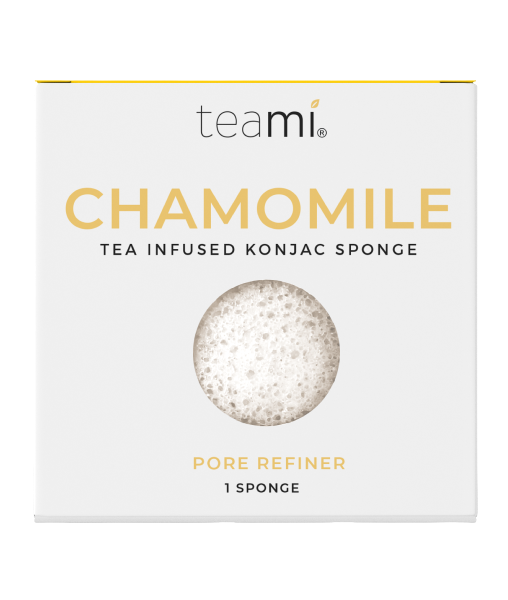 teami®
CHAMOMILE
TEA INFUSED KONJAC SPONGE
PORE REFINER
1 SPONGE